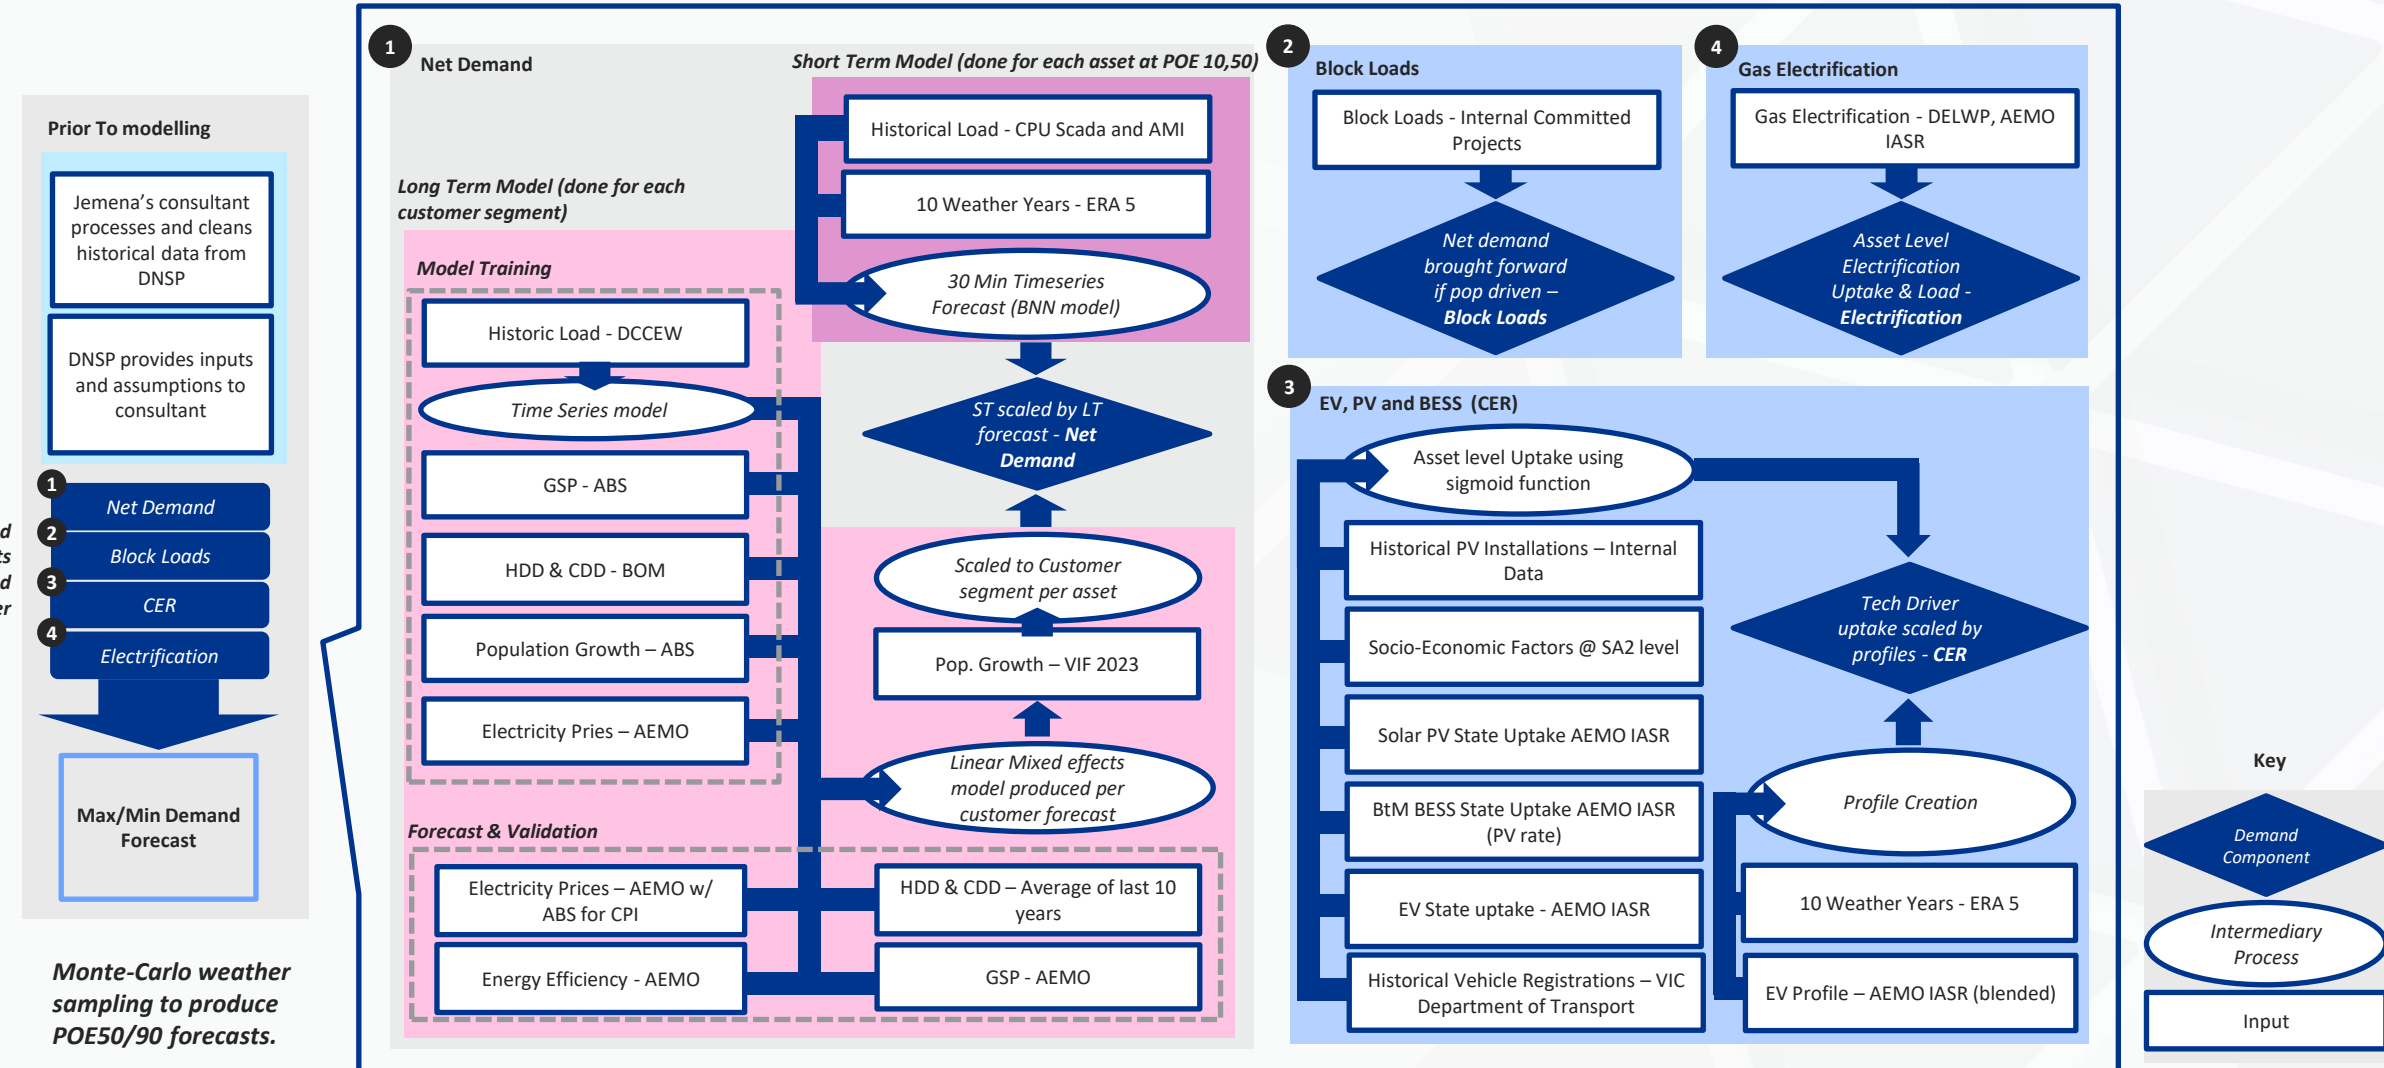 Prior To modelling
Jemena's consultant
processes and cleans
historical data from
DNSP
DNSP provides inputs
and assumptions to
consultant
1
Net Demand
2
Block Loads
3
CER
4
Electrification
Max/Min Demand
Forecast
Monte-Carlo weather
sampling to produce
POE50/90 forecasts.
1
Net Demand
Short Term Model (done for each asset at POE 10,50)
Historical Load - CPU Scada and AMI
10 Weather Years - ERA 5
30 Min Timeseries
Forecast (BNN model)
Long Term Model (done for each
customer segment)
Model Training
Historic Load - DCCEW
Time Series model
GSP - ABS
HDD & CDD - BOM
Population Growth – ABS
Electricity Pries – AEMO
ST scaled by LT
forecast - Net
Demand
Scaled to Customer
segment per asset
Pop. Growth – VIF 2023
Linear Mixed effects
model produced per
customer forecast
Forecast & Validation
Electricity Prices – AEMO w/
ABS for CPI
HDD & CDD – Average of last 10
years
Energy Efficiency - AEMO
GSP - AEMO
2
Block Loads
Block Loads - Internal Committed
Projects
Net demand
brought forward
if pop driven –
Block Loads
4
Gas Electrification
Gas Electrification - DELWP, AEMO
IASR
Asset Level
Electrification
Uptake & Load -
Electrification
3
EV, PV and BESS (CER)
Asset level Uptake using
sigmoid function
Historical PV Installations – Internal
Data
Socio-Economic Factors @ SA2 level
Solar PV State Uptake AEMO IASR
BtM BESS State Uptake AEMO IASR
(PV rate)
EV State uptake - AEMO IASR
Historical Vehicle Registrations – VIC
Department of Transport
Tech Driver
uptake scaled by
profiles - CER
Profile Creation
10 Weather Years - ERA 5
EV Profile – AEMO IASR (blended)
Key
Demand
Component
Intermediary
Process
Input